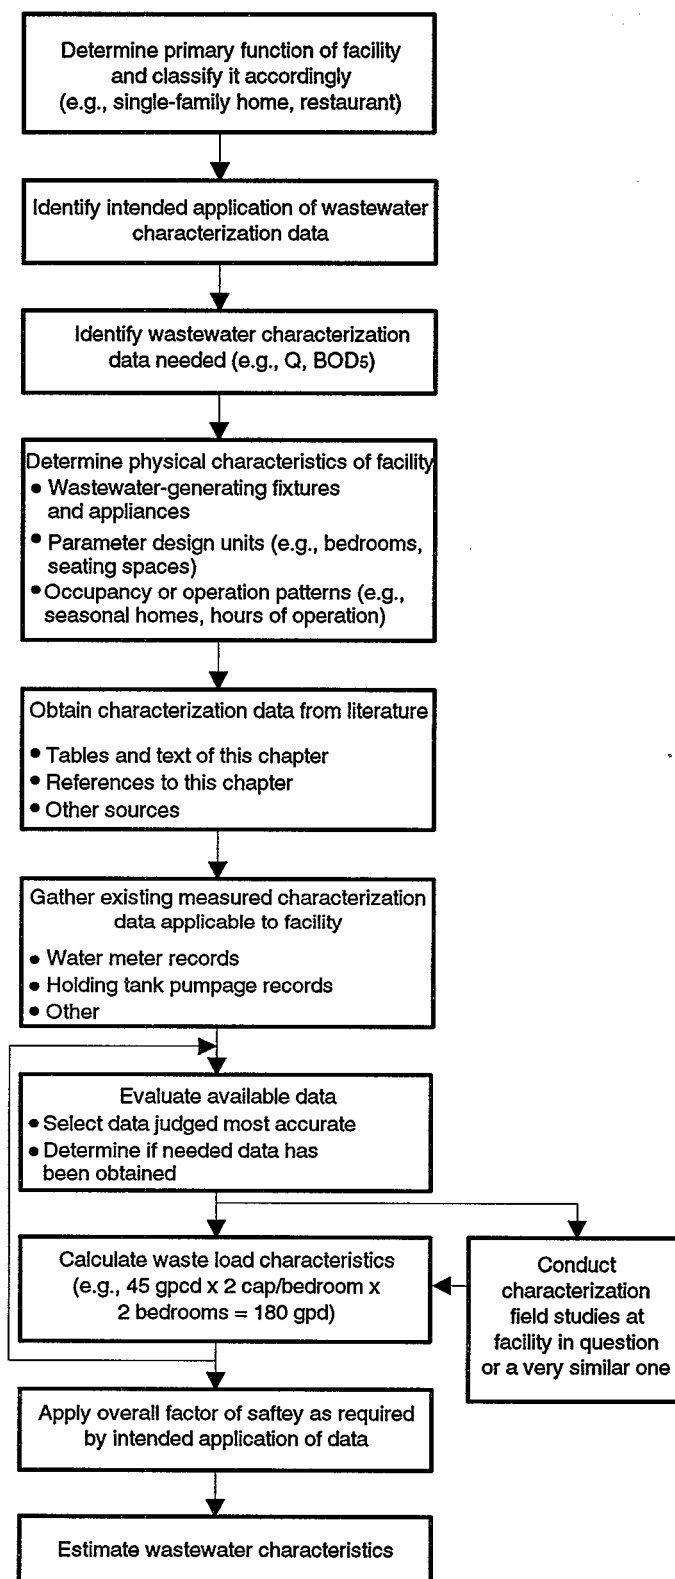 Determine primary function of facility
and classify it accordingly
(e.g., single-family home, restaurant)
Identify intended application of wastewater
characterization data
Identify wastewater characterization
data needed (e.g., Q, BOD5)
Determine physical characteristics of facility
• Wastewater-generating fixtures
and appliances
• Parameter design units (e.g., bedrooms,
seating spaces)
• Occupancy or operation patterns (e.g.,
seasonal homes, hours of operation)
Obtain characterization data from literature
• Tables and text of this chapter
• References to this chapter
• Other sources
Gather existing measured characterization
data applicable to facility
• Water meter records
• Holding tank pumpage records
• Other
Evaluate available data
• Select data judged most accurate
• Determine if needed data has
been obtained
Calculate waste load characteristics
(e.g., 45 gpcd x 2 cap/bedroom x
2 bedrooms = 180 gpd)
Conduct
characterization
field studies at
facility in question
or a very similar one
Apply overall factor of saftey as required
by intended application of data
Estimate wastewater characteristics